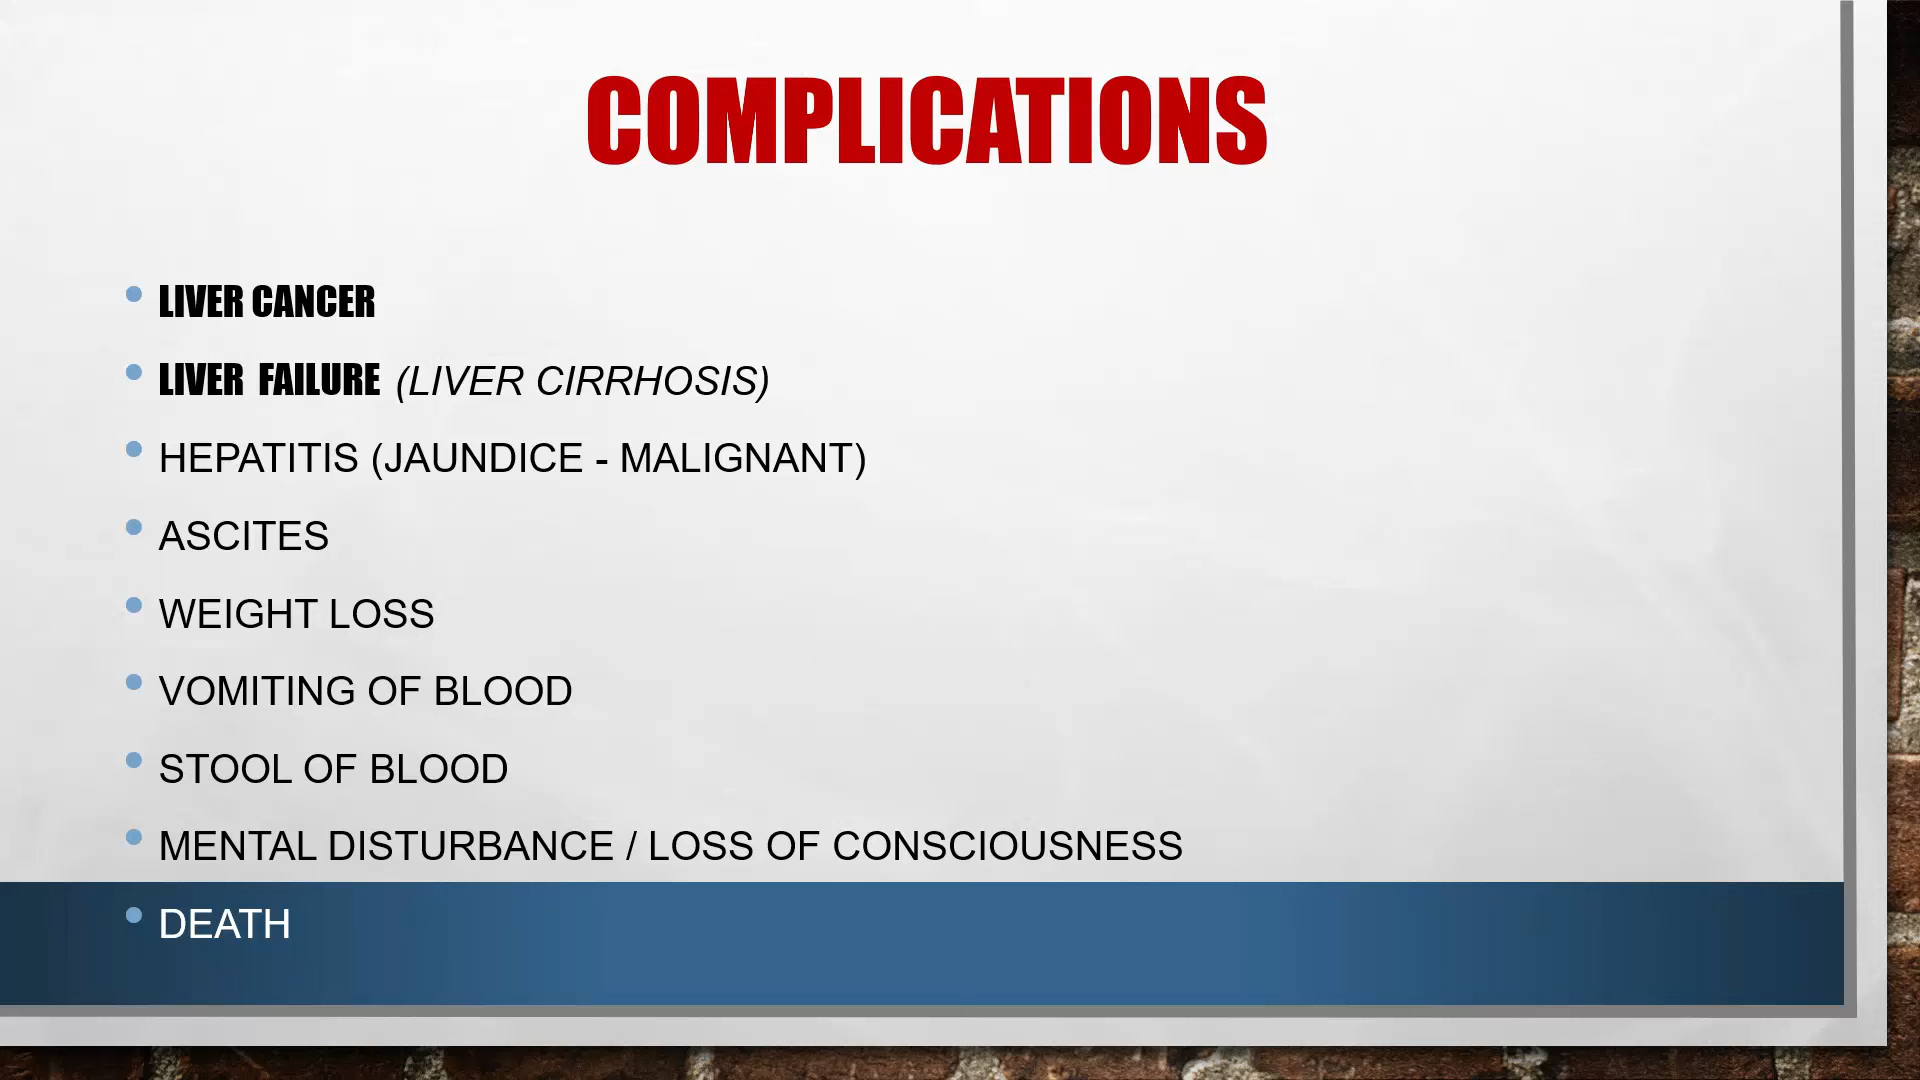 COMPLICATIONS
• LIVER CANCER
• LIVER FAILURE (LIVER CIRRHOSIS)
• HEPATITIS (JAUNDICE - MALIGNANT)
• ASCITES
• WEIGHT LOSS
• VOMITING OF BLOOD
• STOOL OF BLOOD
• MENTAL DISTURBANCE / LOSS OF CONSCIOUSNESS
• DEATH